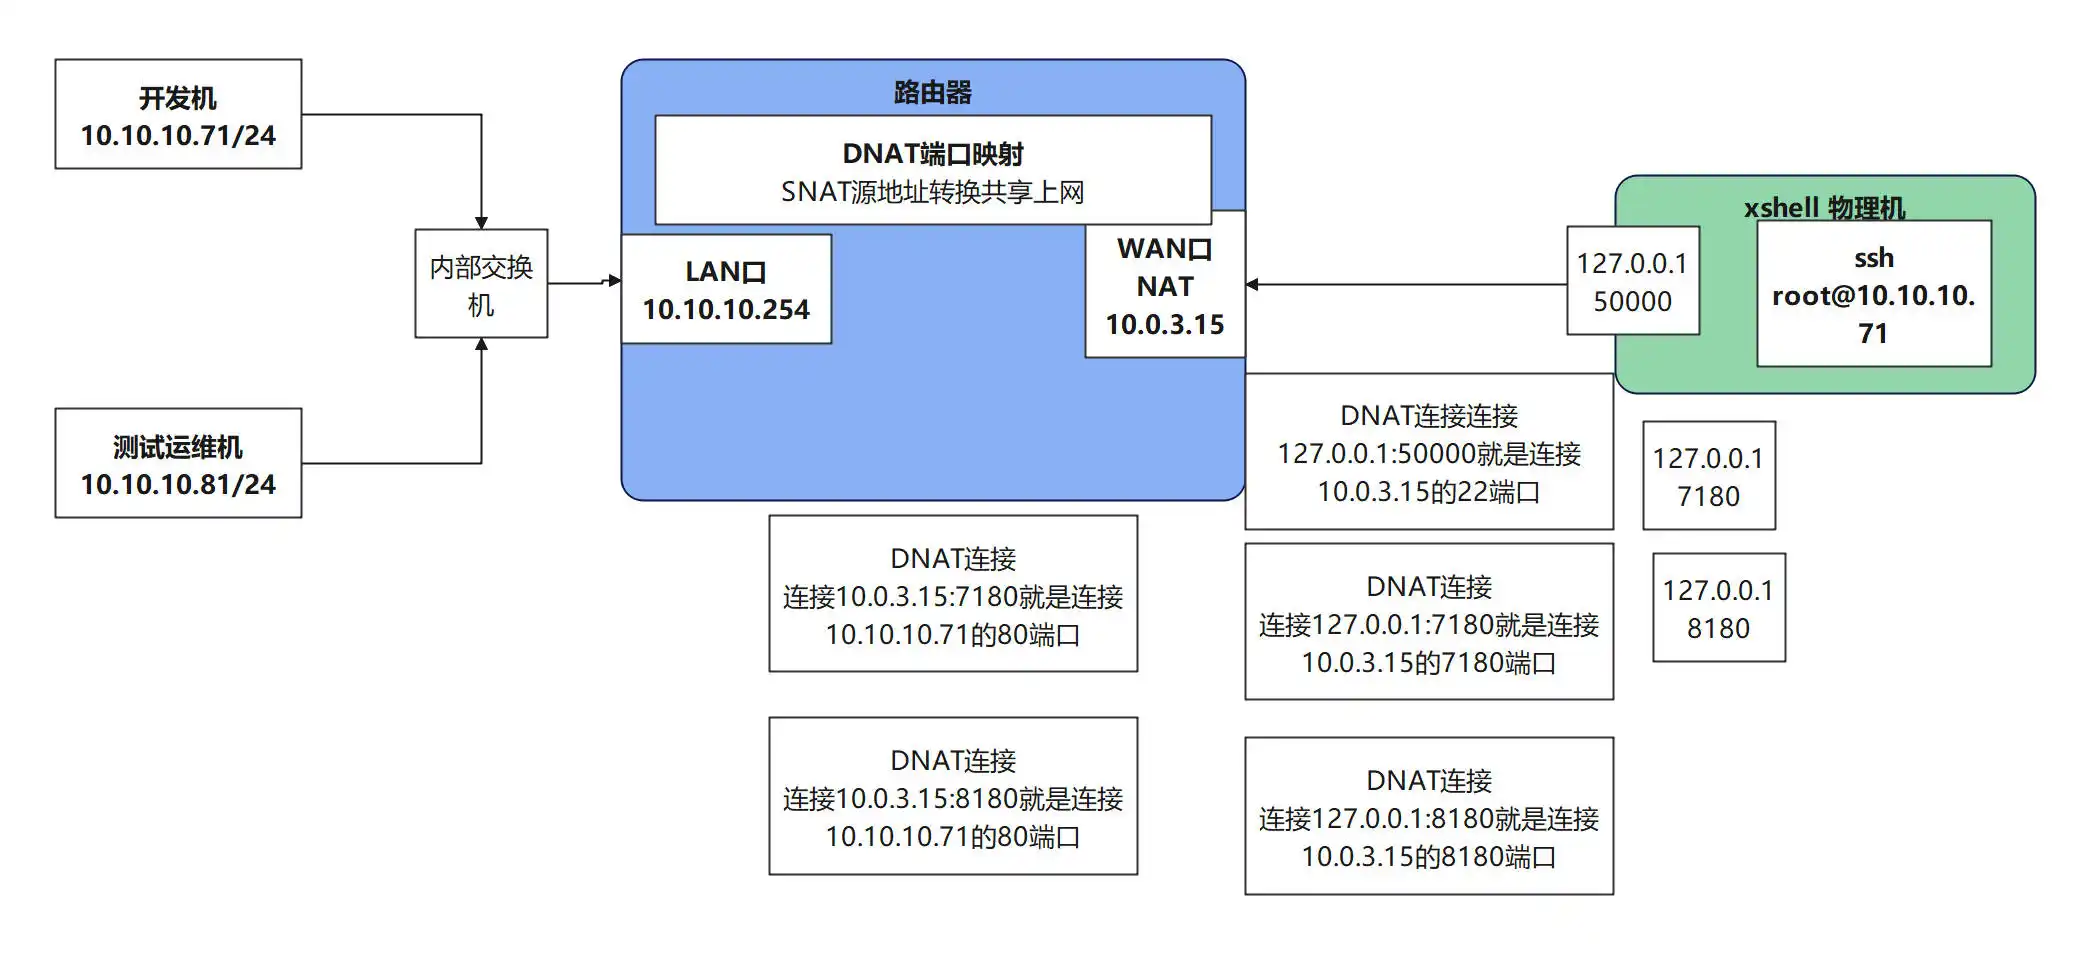 开发机
10.10.10.71/24
测试运维机
10.10.10.81/24
内部交换
机
路由器
DNAT端口映射
SNAT源地址转换共享上网
LAN口
10.10.10.254
WAN口
NAT
10.0.3.15
xshell 物理机
127.0.0.1
50000
ssh
root@10.10.10.
71
DNAT连接连接
127.0.0.1:50000就是连接
10.0.3.15的22端口
127.0.0.1
7180
DNAT连接
连接10.0.3.15:7180就是连接
10.10.10.71的80端口
DNAT连接
连接127.0.0.1:7180就是连接
10.0.3.15的7180端口
127.0.0.1
8180
DNAT连接
连接10.0.3.15:8180就是连接
10.10.10.71的80端口
DNAT连接
连接127.0.0.1:8180就是连接
10.0.3.15的8180端口